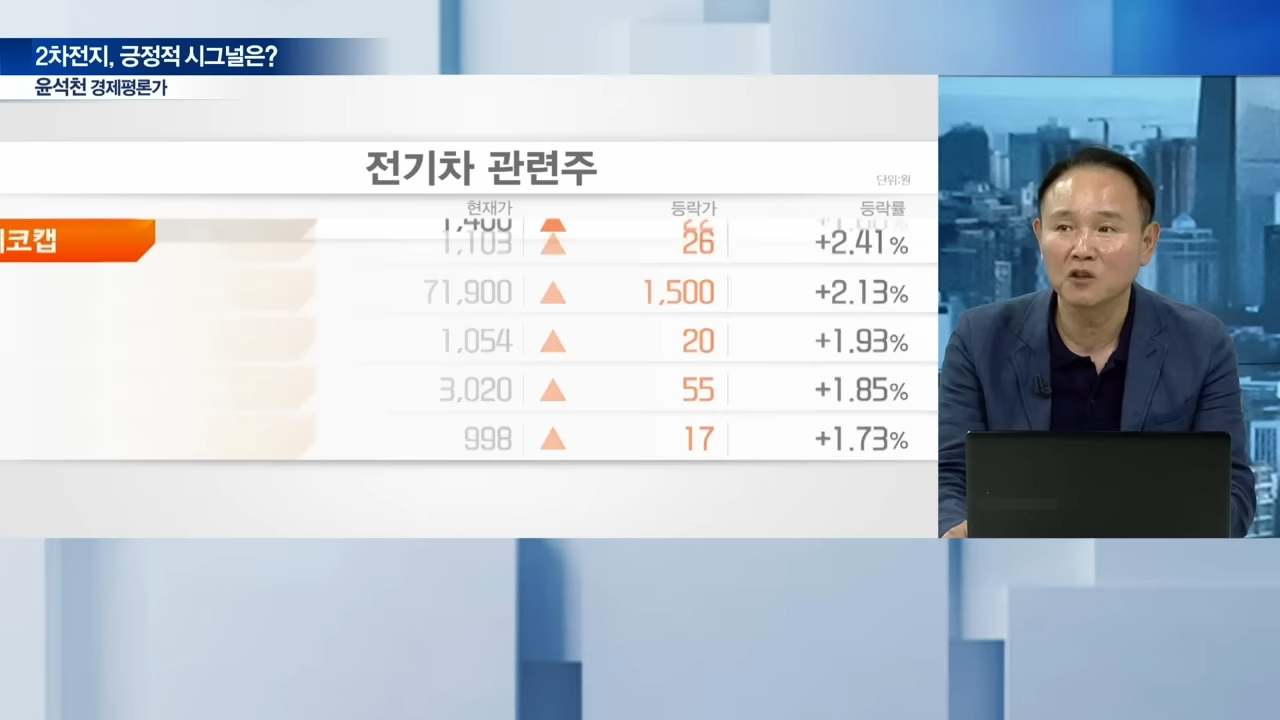 2차전지, 긍정적 시그널은?
윤석천 경제평론가
전기차 관련주
단위:원
현재가 등락가 등락률
1,400
코캡 1,103 ▲ 26 +2.41%
71,900 ▲ 1,500 +2.13%
1,054 ▲ 20 +1.93%
3,020 ▲ 55 +1.85%
998 ▲ 17 +1.73%